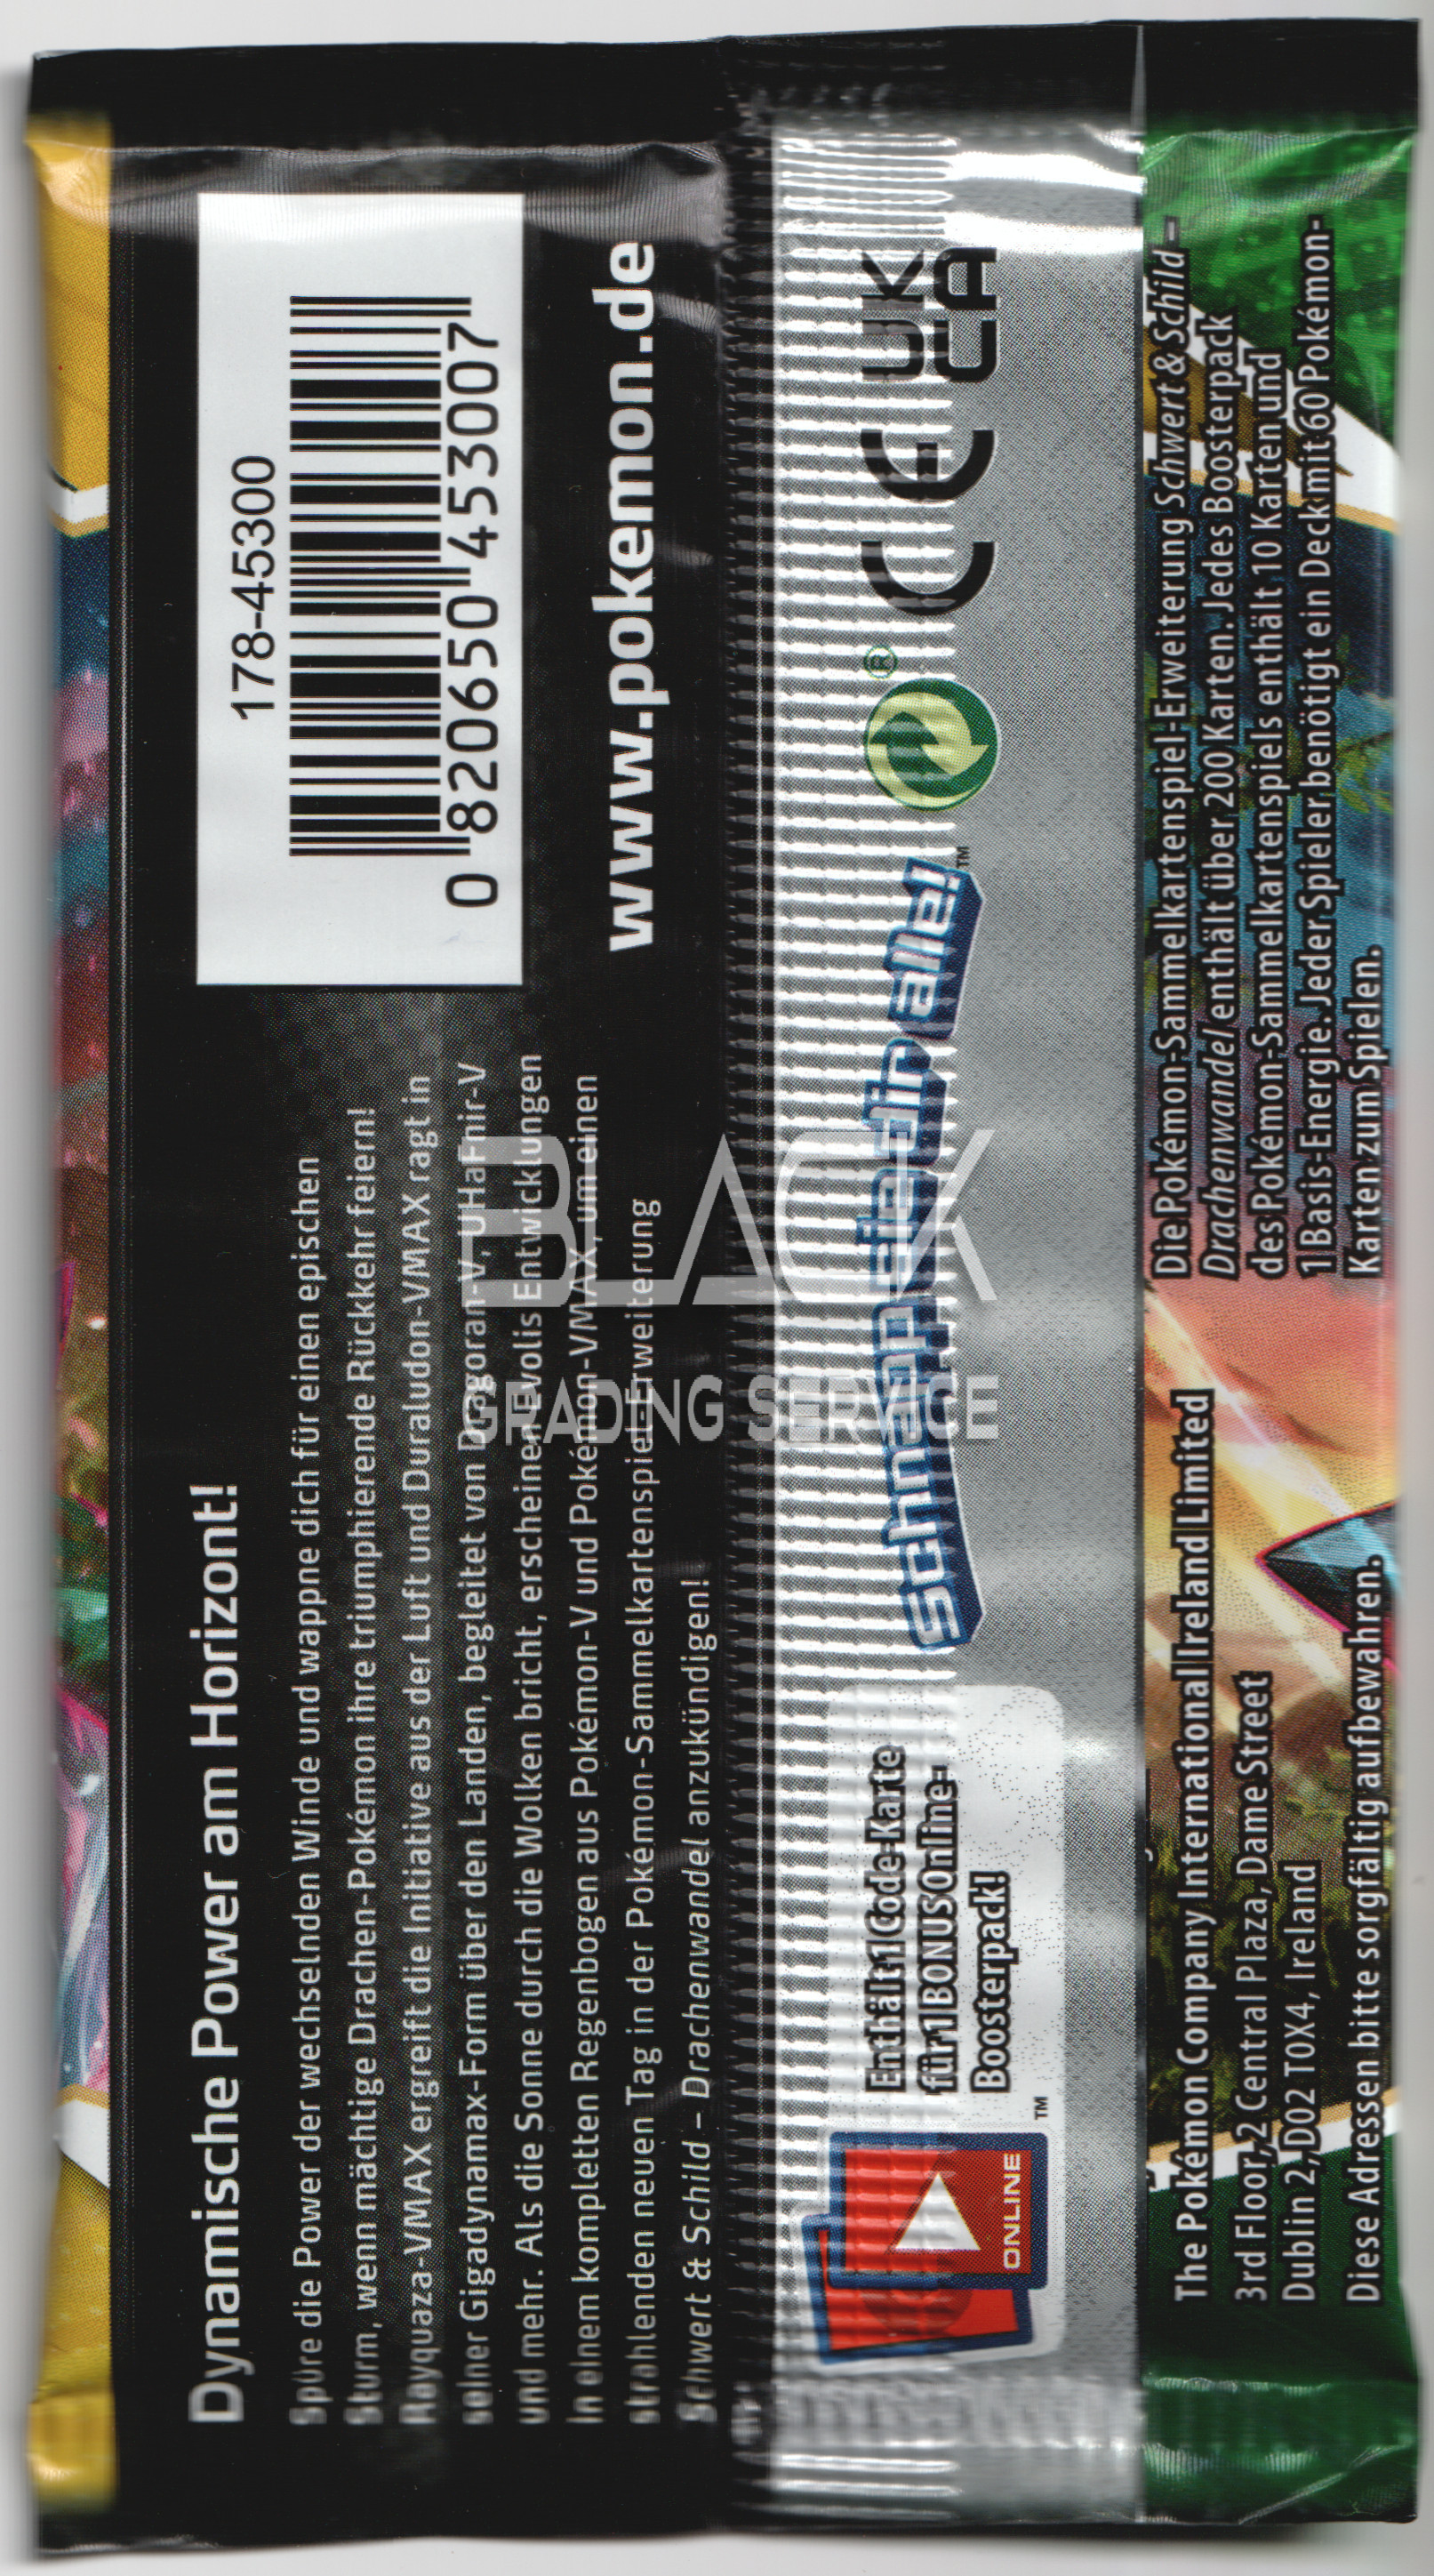 Dynamische Power am Horizont!
Spüre die Power der wechselnden Winde und wappne dich für einen epischen
Sturm, wenn mächtige Drachen-Pokémon ihre triumphierende Rückkehr feiern!
Rayquaza-VMAX ergreift die Initiative aus der Luft und Duraludon-VMAX ragt in
seiner Gigadynamax-Form über den Landen, begleitet von Dragoran-V, UHaFnir-V
und mehr. Als die Sonne durch die Wolken bricht, erscheinen Evolis Entwicklungen
in einem kompletten Regenbogen aus Pokémon-V und Pokémon-VMAX, um einen
strahlenden neuen Tag in der Pokémon-Sammelkartenspiel-Erweiterung
Schwert & Schild – Drachenwandel anzukündigen!
178-45300
0 820650 453007
www.pokemon.de
BLACK
GRADING SERVICE
ONLINE
TM
Enthält 1 Code-Karte
für 1 BONUS Online-
Boosterpack!
Schnapp sie dir alle!
TM
®
CE
UK
CA
The Pokémon Company International Ireland Limited
3rd Floor, 2 Central Plaza, Dame Street
Dublin 2, D02 T0X4, Ireland
Diese Adressen bitte sorgfältig aufbewahren.
Die Pokémon-Sammelkartenspiel-Erweiterung Schwert & Schild –
Drachenwandel enthält über 200 Karten. Jedes Boosterpack
des Pokémon-Sammelkartenspiels enthält 10 Karten und
1 Basis-Energie. Jeder Spieler benötigt ein Deck mit 60 Pokémon-
Karten zum Spielen.